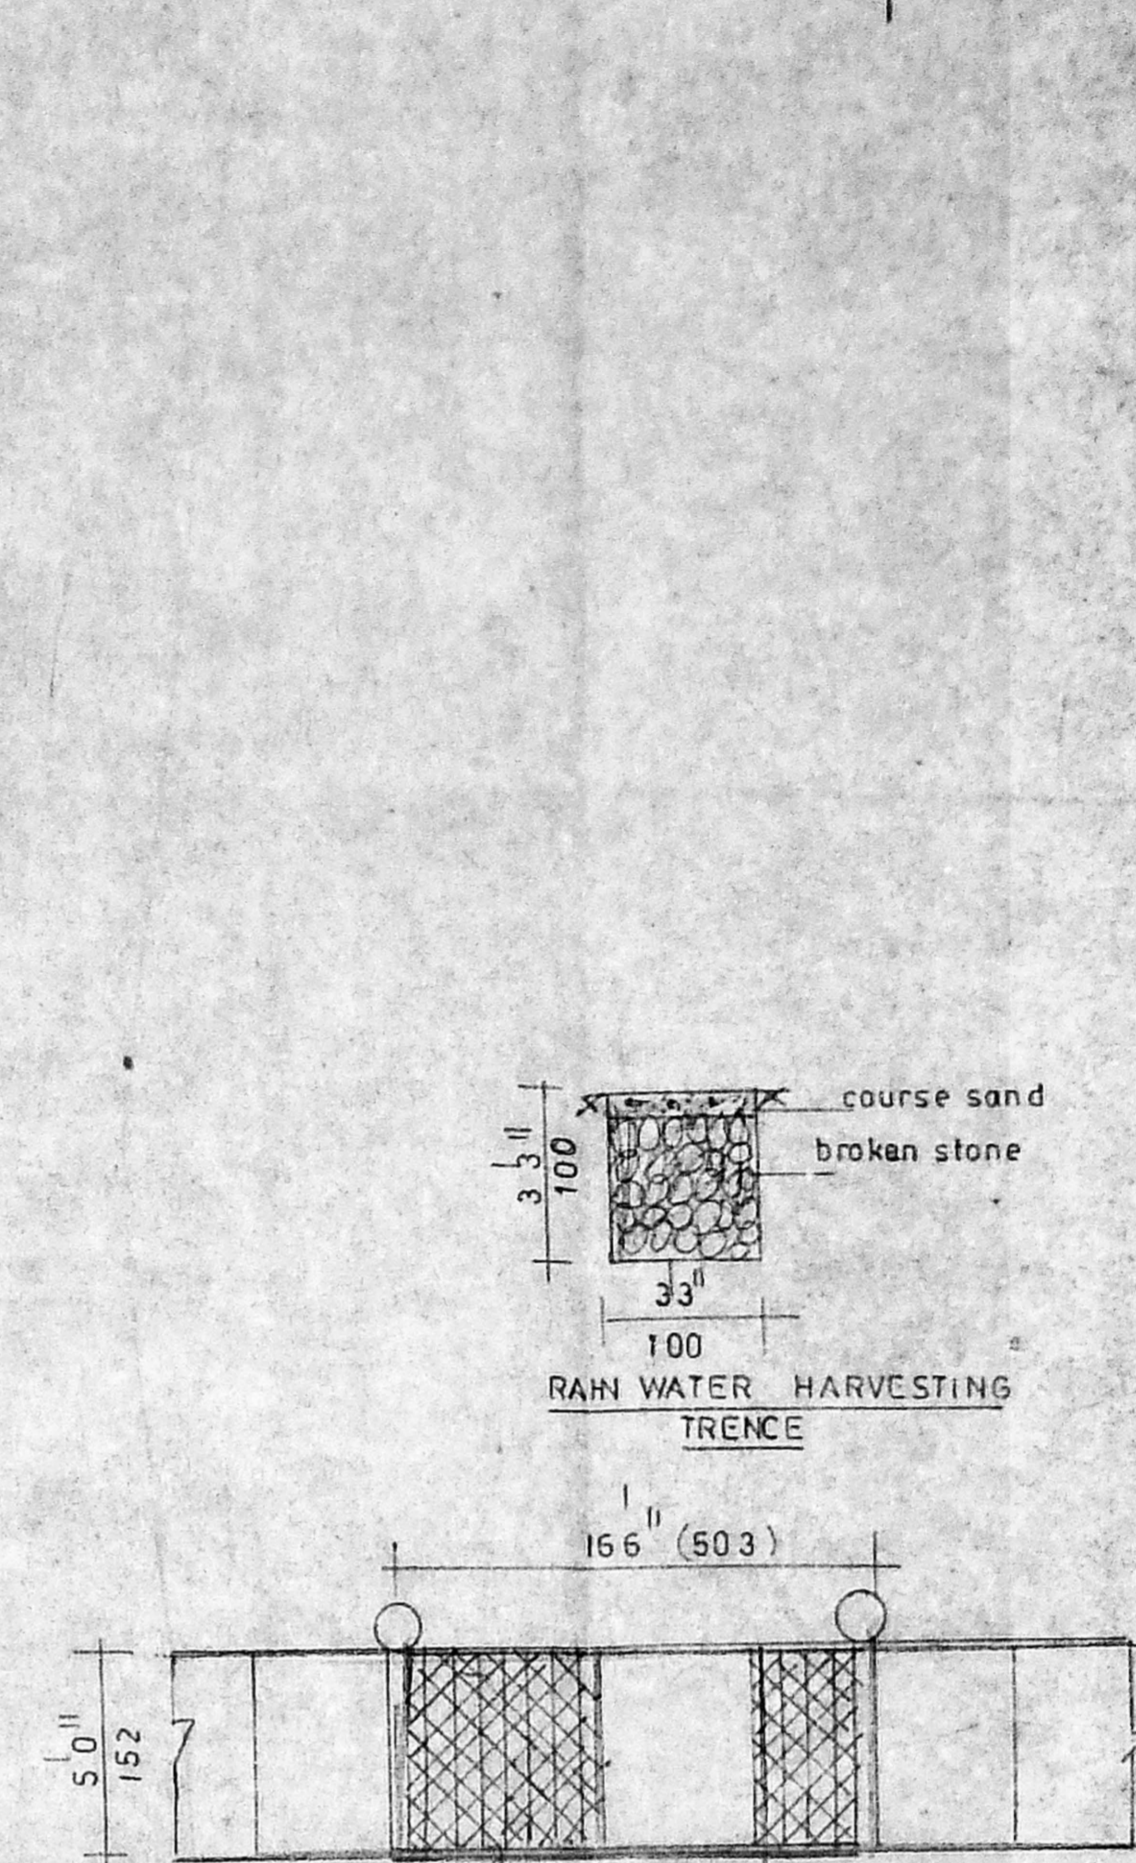 course sand
broken stone
3'3"
100
3'3"
100
RAIN WATER HARVESTING
TRENCE
16'6" (503)
5'0"
152